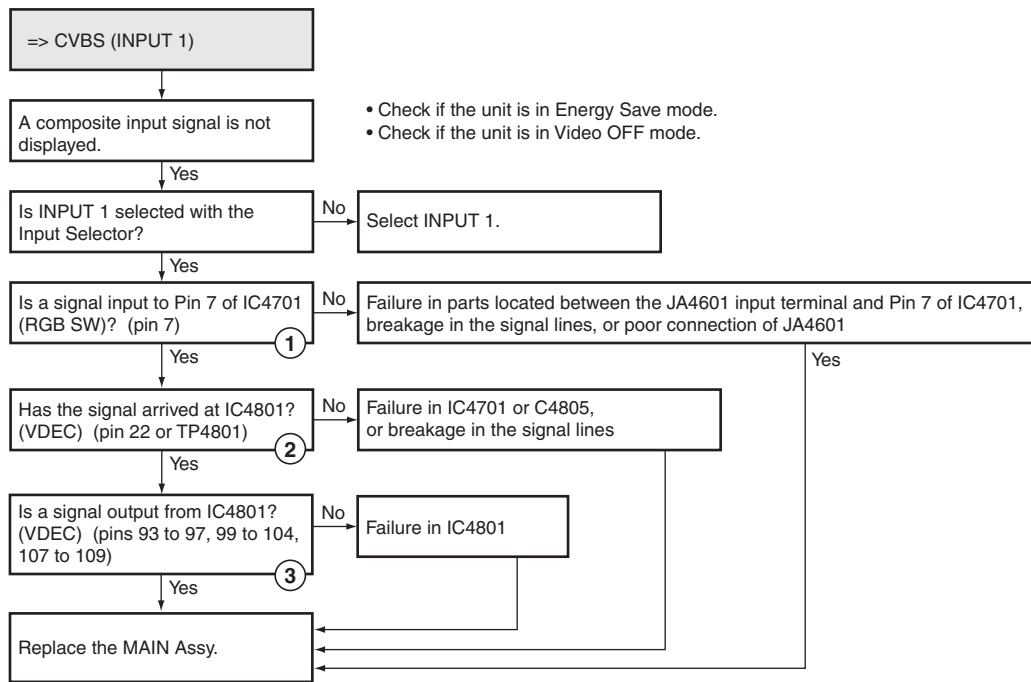 => CVBS (INPUT 1)
A composite input signal is not
displayed.
• Check if the unit is in Energy Save mode.
• Check if the unit is in Video OFF mode.
Yes
Is INPUT 1 selected with the
Input Selector?
No
Select INPUT 1.
Yes
Is a signal input to Pin 7 of IC4701
(RGB SW)? (pin 7)
1
No
Failure in parts located between the JA4601 input terminal and Pin 7 of IC4701,
breakage in the signal lines, or poor connection of JA4601
Yes
Yes
Has the signal arrived at IC4801?
(VDEC) (pin 22 or TP4801)
2
No
Failure in IC4701 or C4805,
or breakage in the signal lines
Yes
Is a signal output from IC4801?
(VDEC) (pins 93 to 97, 99 to 104,
107 to 109)
3
No
Failure in IC4801
Yes
Replace the MAIN Assy.